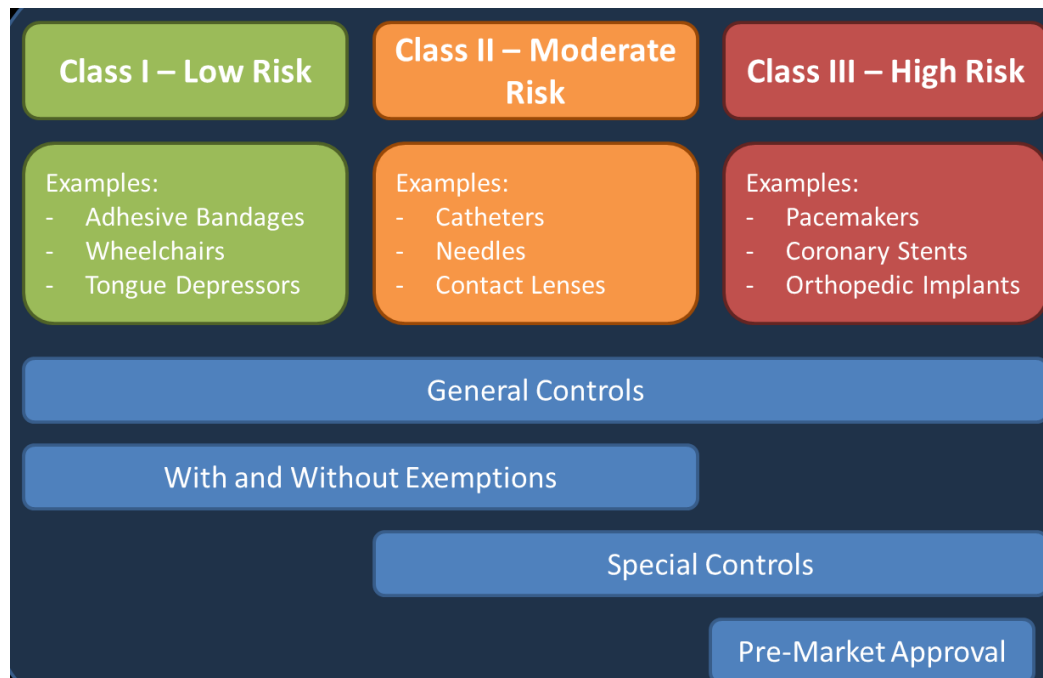 Class I – Low Risk
Class II – Moderate
Risk
Class III – High Risk
Examples:
- Adhesive Bandages
- Wheelchairs
- Tongue Depressors
Examples:
- Catheters
- Needles
- Contact Lenses
Examples:
- Pacemakers
- Coronary Stents
- Orthopedic Implants
General Controls
With and Without Exemptions
Special Controls
Pre-Market Approval